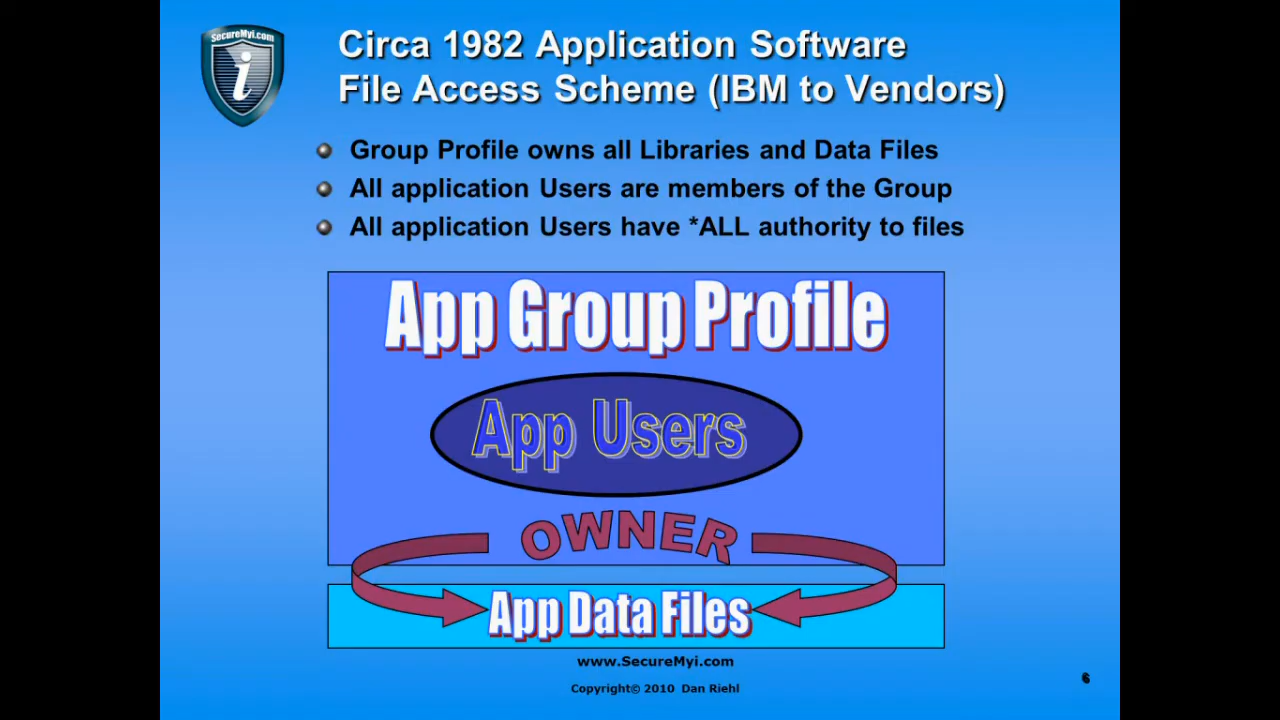 SecureMyi.com
i
Circa 1982 Application Software
File Access Scheme (IBM to Vendors)
Group Profile owns all Libraries and Data Files
All application Users are members of the Group
All application Users have *ALL authority to files
App Group Profile
App Users
OWNER
App Data Files
www.SecureMyi.com
Copyright© 2010 Dan Riehl
6